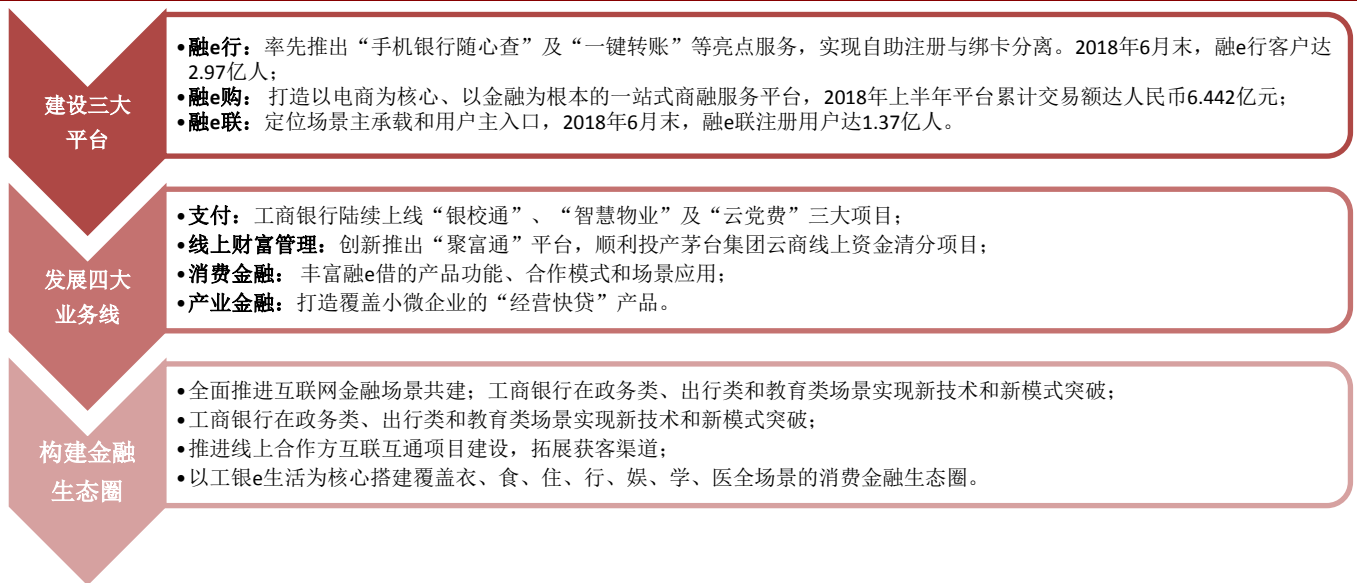 建设三大
平台
•融e行：率先推出“手机银行随心查”及“一键转账”等亮点服务，实现自助注册与绑卡分离。2018年6月末，融e行客户达
2.97亿人；
•融e购： 打造以电商为核心、以金融为根本的一站式商融服务平台，2018年上半年平台累计交易额达人民币6.442亿元；
•融e联：定位场景主承载和用户主入口，2018年6月末，融e联注册用户达1.37亿人。
发展四大
业务线
•支付：工商银行陆续上线“银校通”、“智慧物业”及“云党费”三大项目；
•线上财富管理：创新推出“聚富通”平台，顺利投产茅台集团云商线上资金清分项目；
•消费金融： 丰富融e借的产品功能、合作模式和场景应用；
•产业金融：打造覆盖小微企业的“经营快贷”产品。
构建金融
生态圈
•全面推进互联网金融场景共建；工商银行在政务类、出行类和教育类场景实现新技术和新模式突破；
•工商银行在政务类、出行类和教育类场景实现新技术和新模式突破；
•推进线上合作方互联互通项目建设，拓展获客渠道；
•以工银e生活为核心搭建覆盖衣、食、住、行、娱、学、医全场景的消费金融生态圈。